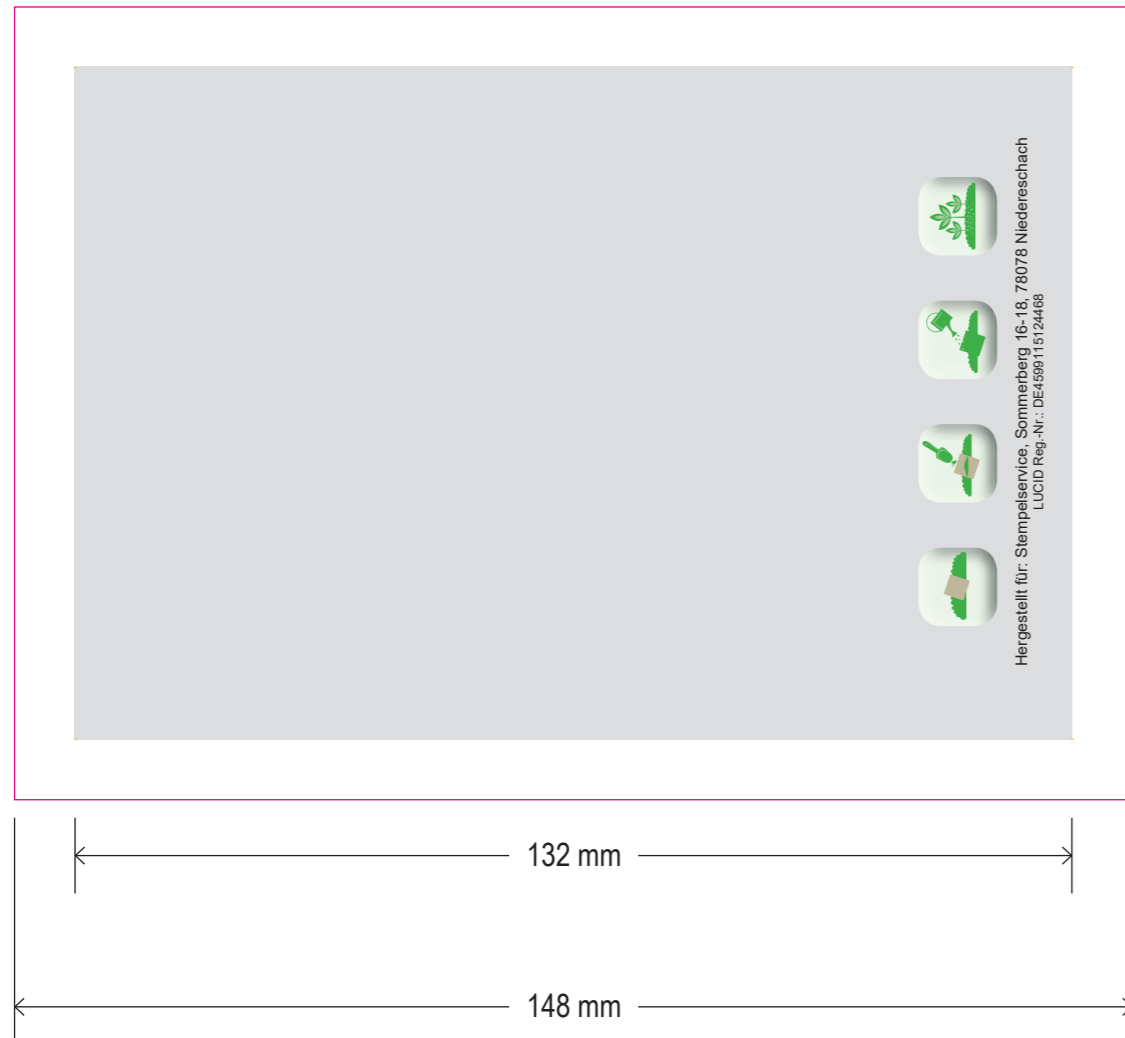 Hergestellt für: Stempelservice, Sommerberg 16-18, 78078 Niedereschach
LUCID Reg.-Nr.: DE4599115124468
132 mm
148 mm